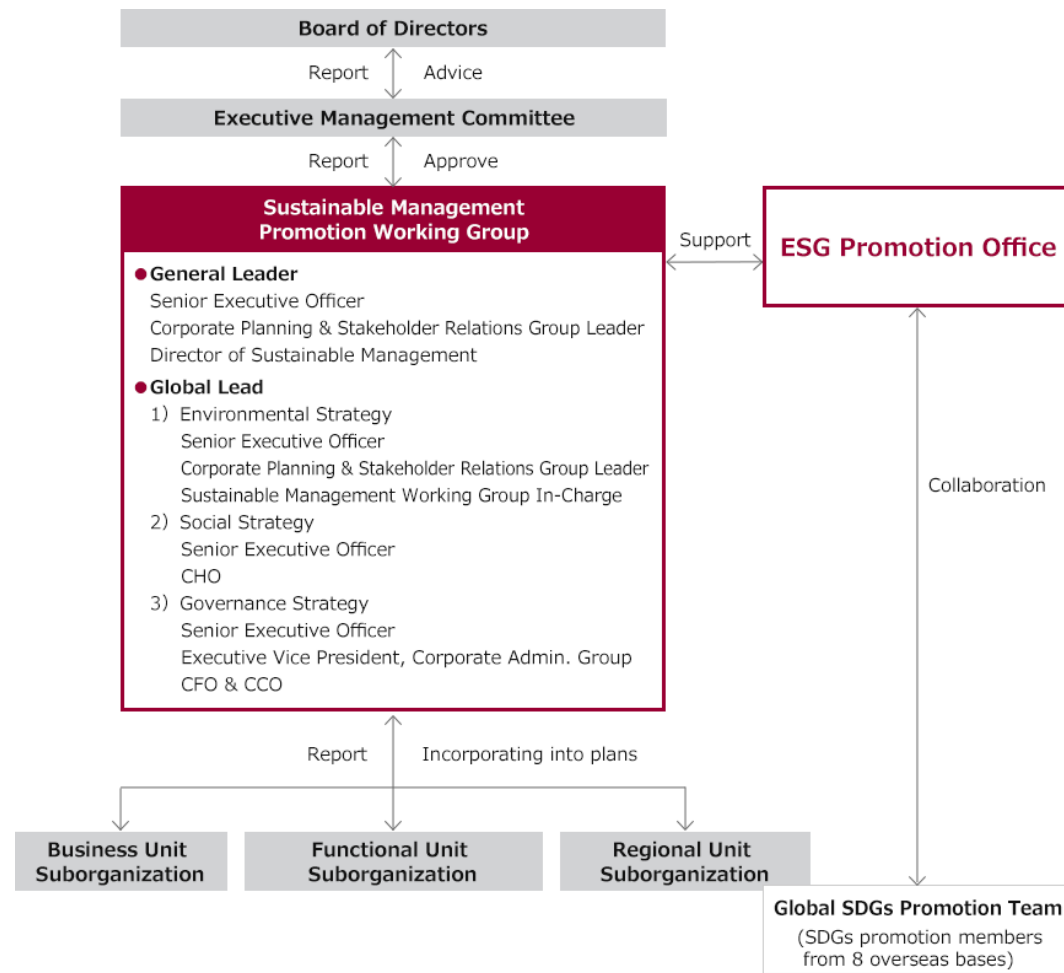 Board of Directors
Report
Advice
Executive Management Committee
Report
Approve
Sustainable Management
Promotion Working Group
Support
ESG Promotion Office
●General Leader
Senior Executive Officer
Corporate Planning & Stakeholder Relations Group Leader
Director of Sustainable Management
●Global Lead
1) Environmental Strategy
Senior Executive Officer
Corporate Planning & Stakeholder Relations Group Leader
Sustainable Management Working Group In-Charge
2) Social Strategy
Senior Executive Officer
CHO
3) Governance Strategy
Senior Executive Officer
Executive Vice President, Corporate Admin. Group
CFO & CCO
Collaboration
Report
Incorporating into plans
Business Unit
Suborganization
Functional Unit
Suborganization
Regional Unit
Suborganization
Global SDGs Promotion Team
(SDGs promotion members
from 8 overseas bases)